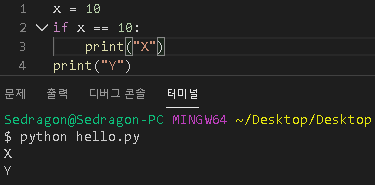 1 x = 10
2 if x == 10:
3     print("X")
4 print("Y")
문제 출력 디버그 콘솔 터미널
Sedragon@Sedragon-PC MINGW64 ~/Desktop/Desktop
$ python hello.py
X
Y